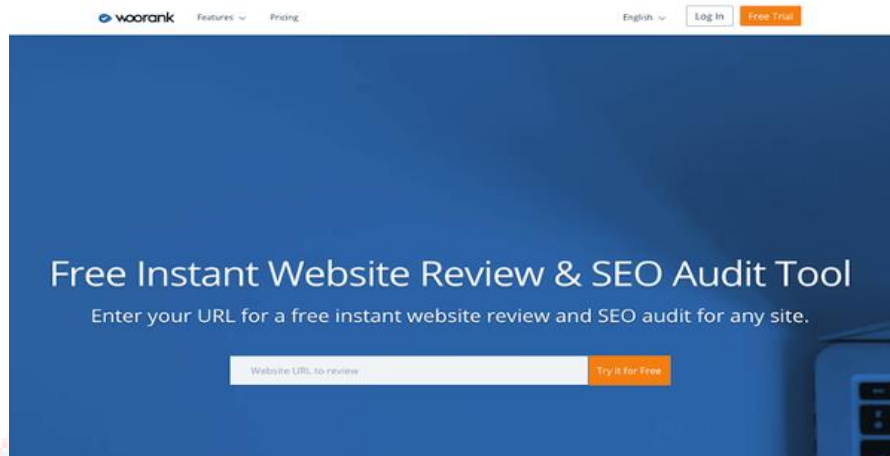 woorank Features Pricing English Log In Free Trial
Free Instant Website Review & SEO Audit Tool
Enter your URL for a free instant website review and SEO audit for any site.
Website URL to review Try it for Free